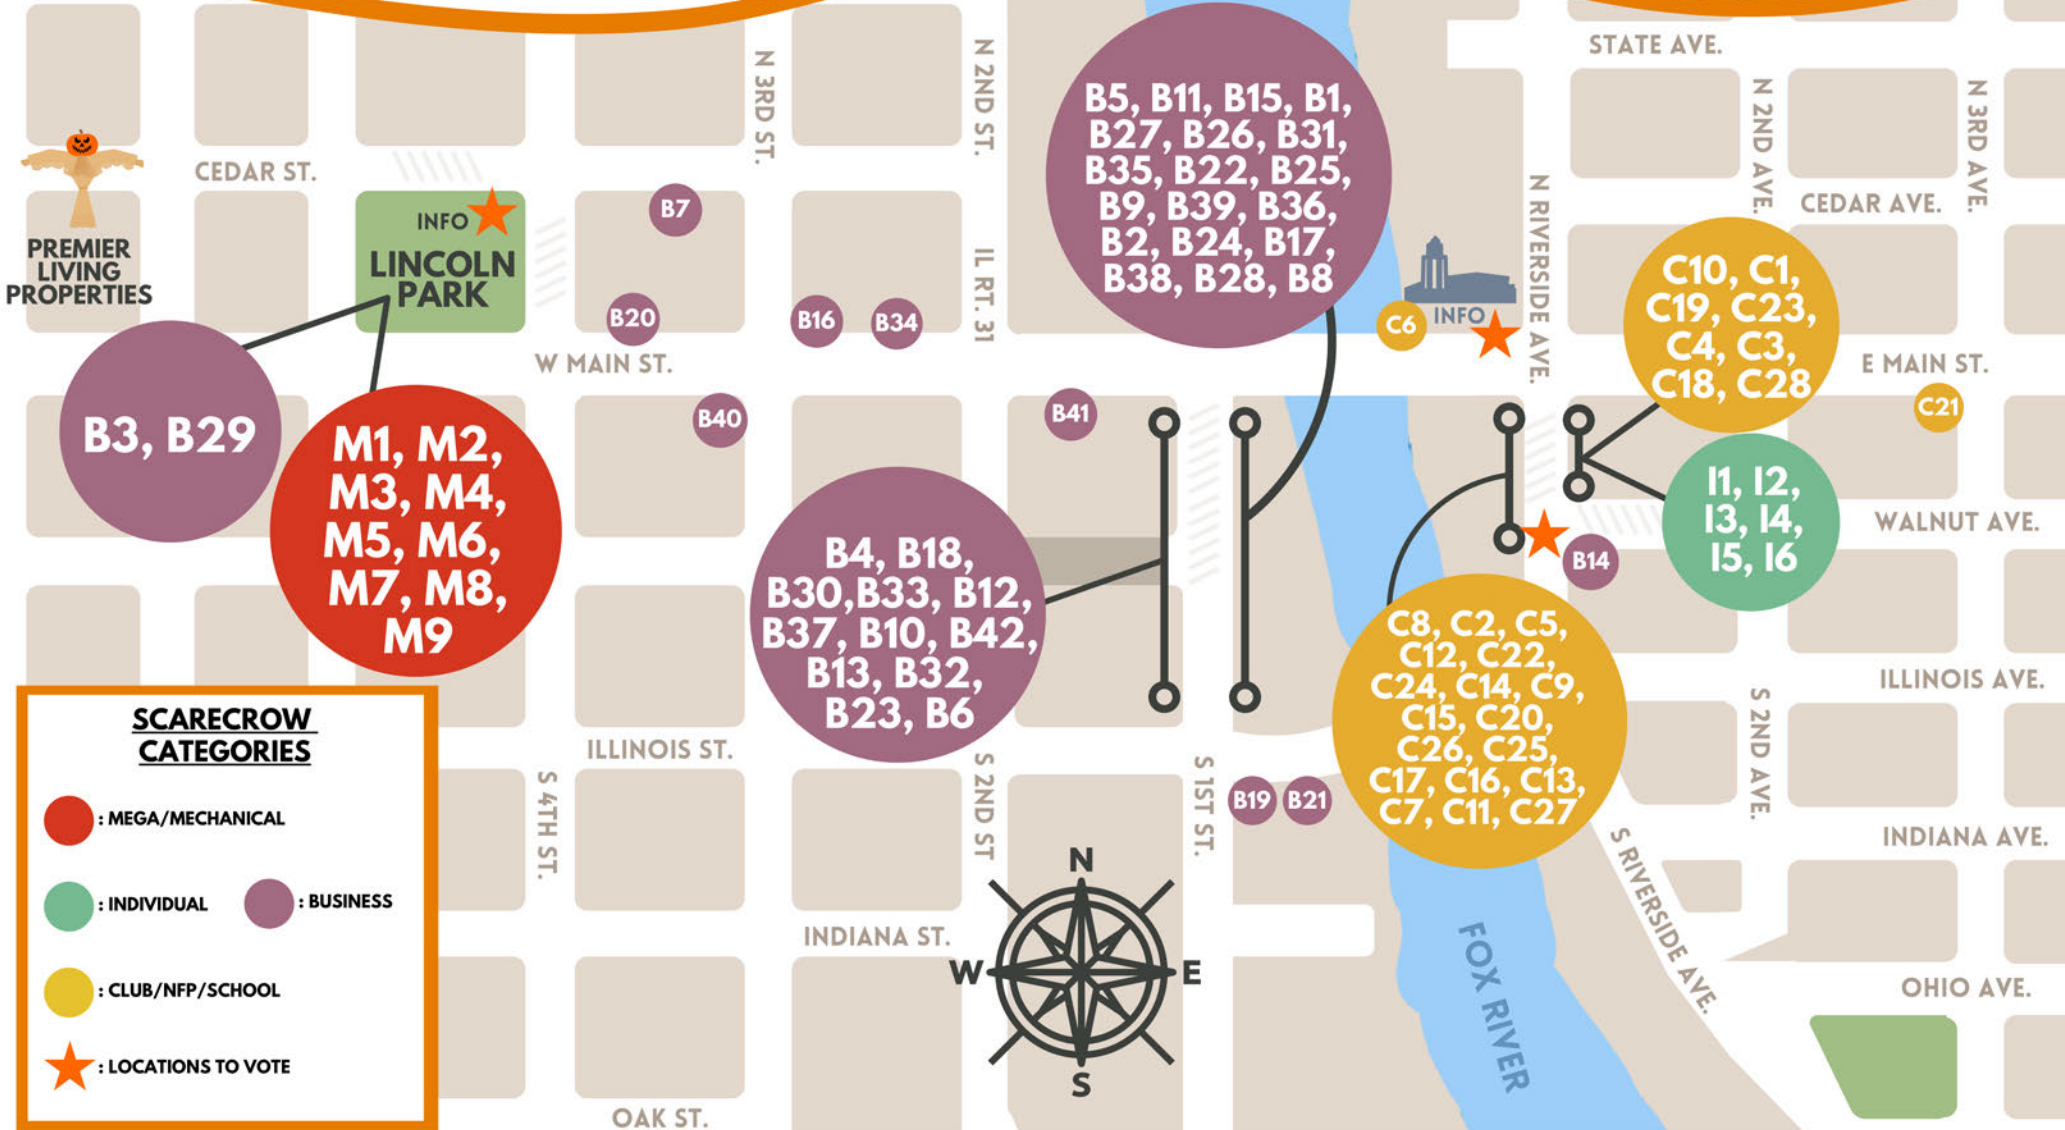 STATE AVE.
N 3RD ST.
N 2ND ST.
N 2ND AVE.
N 3RD AVE.
B5, B11, B15, B1,
B27, B26, B31,
B35, B22, B25,
B9, B39, B36,
B2, B24, B17,
B38, B28, B8
CEDAR ST.
CEDAR AVE.
N RIVERSIDE AVE.
INFO
LINCOLN
PARK
B7
PREMIER
LIVING
PROPERTIES
IL RT. 31
B20
B16
B34
C6
INFO
C10, C1,
C19, C23,
C4, C3,
C18, C28
W MAIN ST.
E MAIN ST.
B3, B29
M1, M2,
M3, M4,
M5, M6,
M7, M8,
M9
B40
B41
C21
I1, I2,
I3, I4,
I5, I6
WALNUT AVE.
B14
B4, B18,
B30,B33, B12,
B37, B10, B42,
B13, B32,
B23, B6
C8, C2, C5,
C12, C22,
C24, C14, C9,
C15, C20,
C26, C25,
C17, C16, C13,
C7, C11, C27
ILLINOIS AVE.
S 2ND AVE.
ILLINOIS ST.
S 4TH ST.
S 2ND ST
S 1ST ST.
B19
B21
INDIANA AVE.
S RIVERSIDE AVE.
INDIANA ST.
N
W
E
S
FOX RIVER
OHIO AVE.
OAK ST.
SCARECROW
CATEGORIES
: MEGA/MECHANICAL
: INDIVIDUAL
: BUSINESS
: CLUB/NFP/SCHOOL
: LOCATIONS TO VOTE